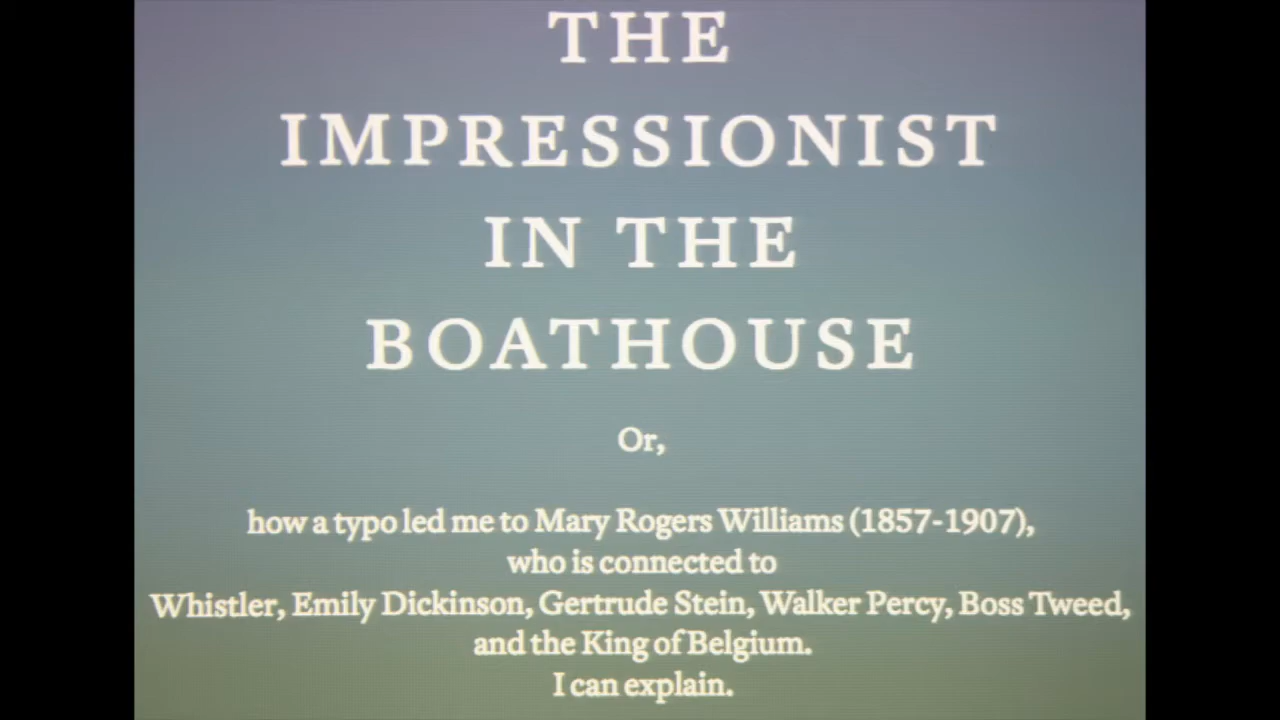 THE
IMPRESSIONIST
IN THE
BOATHOUSE
Or,
how a typo led me to Mary Rogers Williams (1857-1907),
who is connected to
Whistler, Emily Dickinson, Gertrude Stein, Walker Percy, Boss Tweed,
and the King of Belgium.
I can explain.